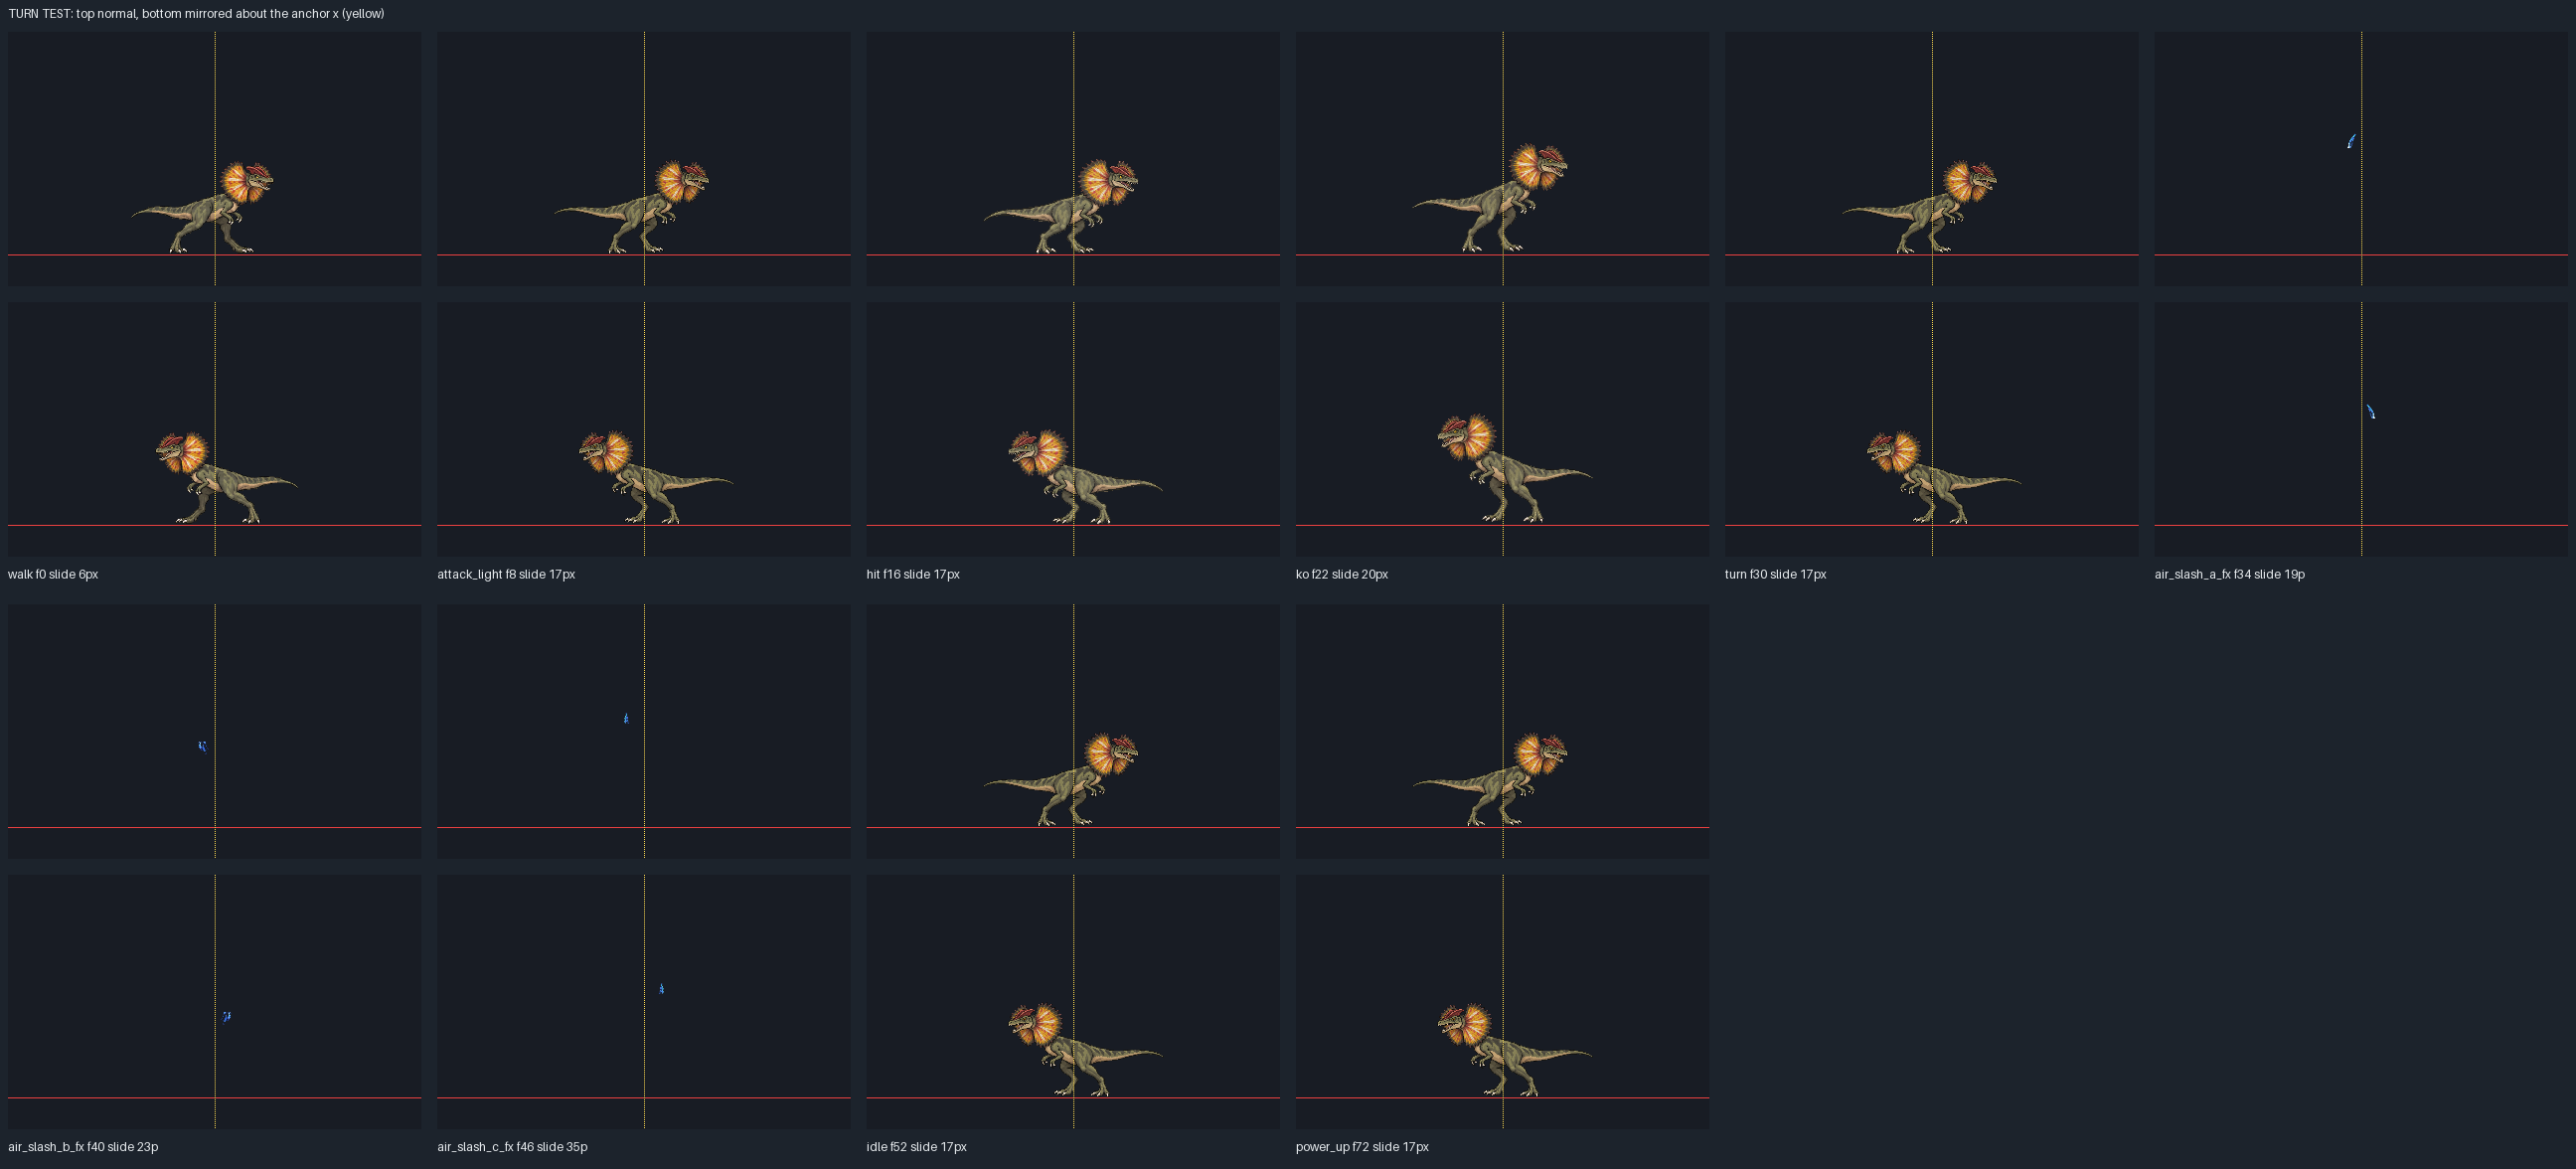 TURN TEST: top normal, bottom mirrored about the anchor x (yellow)
walk f0 slide 6px
attack_light f8 slide 17px
hit f16 slide 17px
ko f22 slide 20px
turn f30 slide 17px
air_slash_a_fx f34 slide 19p
air_slash_b_fx f40 slide 23p
air_slash_c_fx f46 slide 35p
idle f52 slide 17px
power_up f72 slide 17px